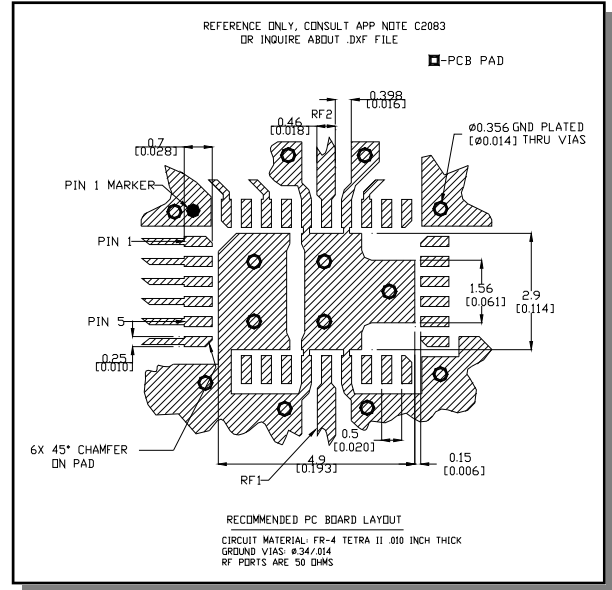 REFERENCE ONLY, CONSULT APP NOTE C2083
OR INQUIRE ABOUT .DXF FILE
-PCB PAD
0.398
[0.016]
RF2
0.46
[0.018]
Ø0.356 GND PLATED
[Ø0.014] THRU VIAS
0.7
[0.028]
PIN 1 MARKER
PIN 1
1.56
[0.061]
2.9
[0.114]
PIN 5
0.25
[0.010]
6X 45° CHAMFER
ON PAD
0.5
[0.020]
4.9
[0.193]
0.15
[0.006]
RF1
RECOMMENDED PC BOARD LAYOUT
CIRCUIT MATERIAL: FR-4 TETRA II .010 INCH THICK
GROUND VIAS: Ø.34/.014
RF PORTS ARE 50 OHMS